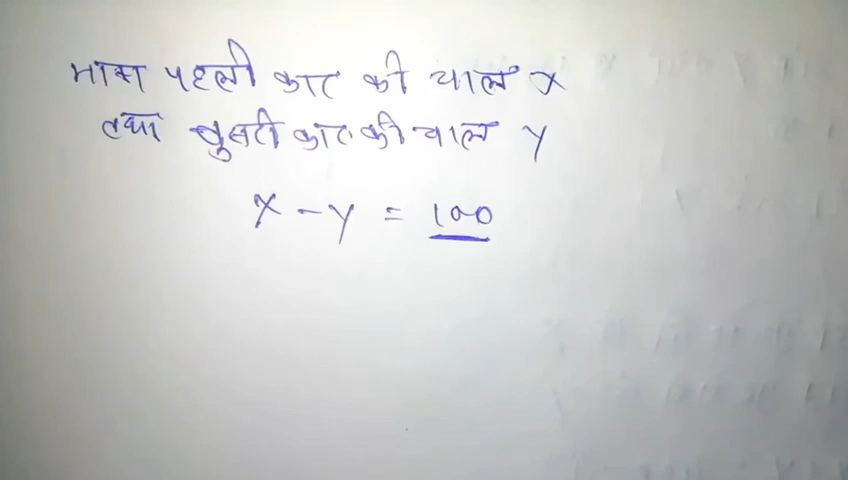 माना पहली कार की चाल x
तथा दुसरी कार की चाल y
x - y = 100